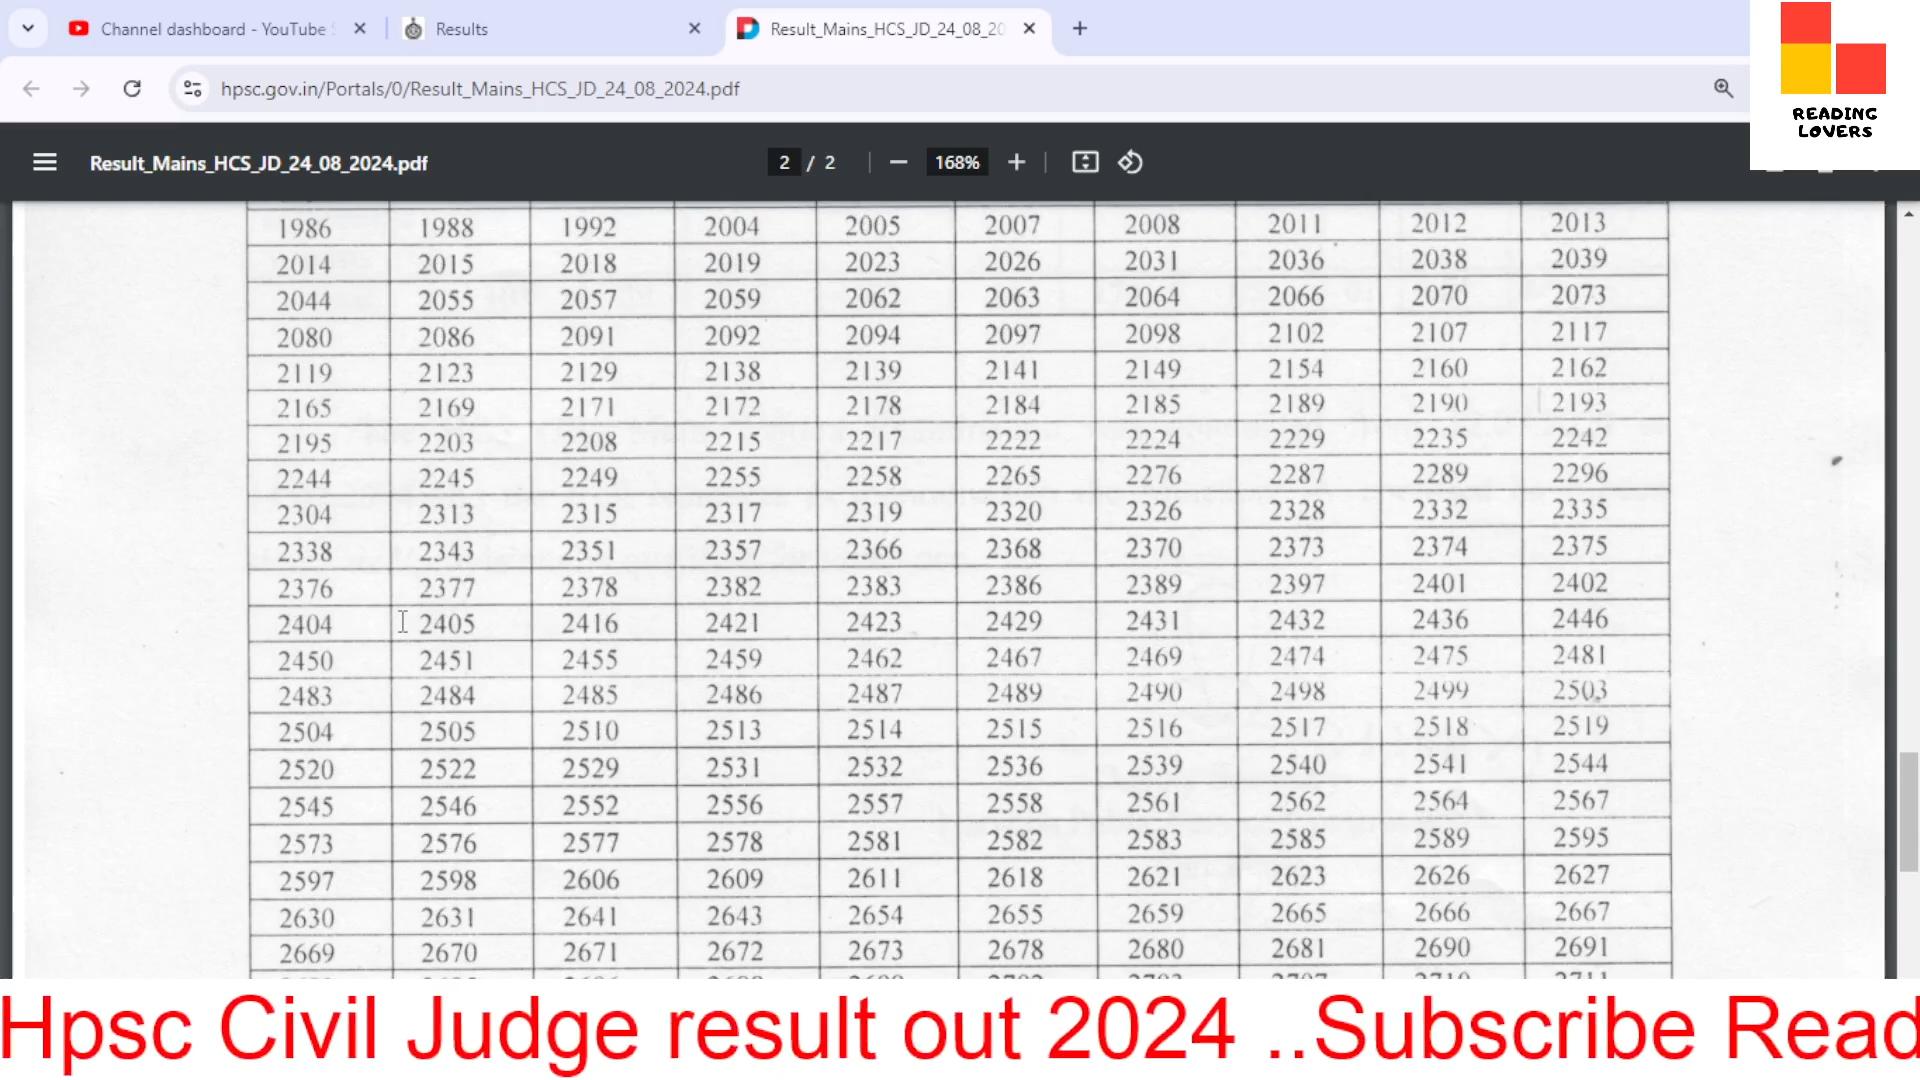 Channel dashboard - YouTube
Results
Result_Mains_HCS_JD_24_08_20
hpsc.gov.in/Portals/0/Result_Mains_HCS_JD_24_08_2024.pdf
READING
LOVERS
Result_Mains_HCS_JD_24_08_2024.pdf
2 / 2
168%
1986 1988 1992 2004 2005 2007 2008 2011 2012 2013
2014 2015 2018 2019 2023 2026 2031 2036 2038 2039
2044 2055 2057 2059 2062 2063 2064 2066 2070 2073
2080 2086 2091 2092 2094 2097 2098 2102 2107 2117
2119 2123 2129 2138 2139 2141 2149 2154 2160 2162
2165 2169 2171 2172 2178 2184 2185 2189 2190 2193
2195 2203 2208 2215 2217 2222 2224 2229 2235 2242
2244 2245 2249 2255 2258 2265 2276 2287 2289 2296
2304 2313 2315 2317 2319 2320 2326 2328 2332 2335
2338 2343 2351 2357 2366 2368 2370 2373 2374 2375
2376 2377 2378 2382 2383 2386 2389 2397 2401 2402
2404 2405 2416 2421 2423 2429 2431 2432 2436 2446
2450 2451 2455 2459 2462 2467 2469 2474 2475 2481
2483 2484 2485 2486 2487 2489 2490 2498 2499 2503
2504 2505 2510 2513 2514 2515 2516 2517 2518 2519
2520 2522 2529 2531 2532 2536 2539 2540 2541 2544
2545 2546 2552 2556 2557 2558 2561 2562 2564 2567
2573 2576 2577 2578 2581 2582 2583 2585 2589 2595
2597 2598 2606 2609 2611 2618 2621 2623 2626 2627
2630 2631 2641 2643 2654 2655 2659 2665 2666 2667
2669 2670 2671 2672 2673 2678 2680 2681 2690 2691
Hpsc Civil Judge result out 2024 ..Subscribe Read